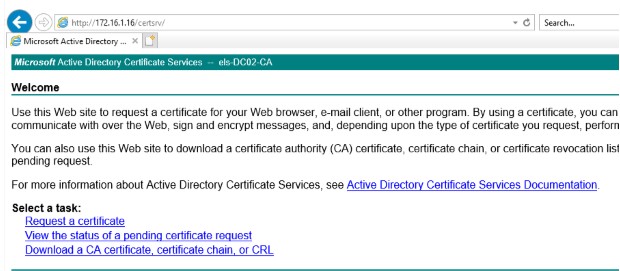 http://172.16.1.16/certsrv/
Search...
Microsoft Active Directory ...
Microsoft Active Directory Certificate Services -- els-DC02-CA
Welcome
Use this Web site to request a certificate for your Web browser, e-mail client, or other program. By using a certificate, you can
communicate with over the Web, sign and encrypt messages, and, depending upon the type of certificate you request, perform
You can also use this Web site to download a certificate authority (CA) certificate, certificate chain, or certificate revocation list
pending request.
For more information about Active Directory Certificate Services, see Active Directory Certificate Services Documentation.
Select a task:
Request a certificate
View the status of a pending certificate request
Download a CA certificate, certificate chain, or CRL